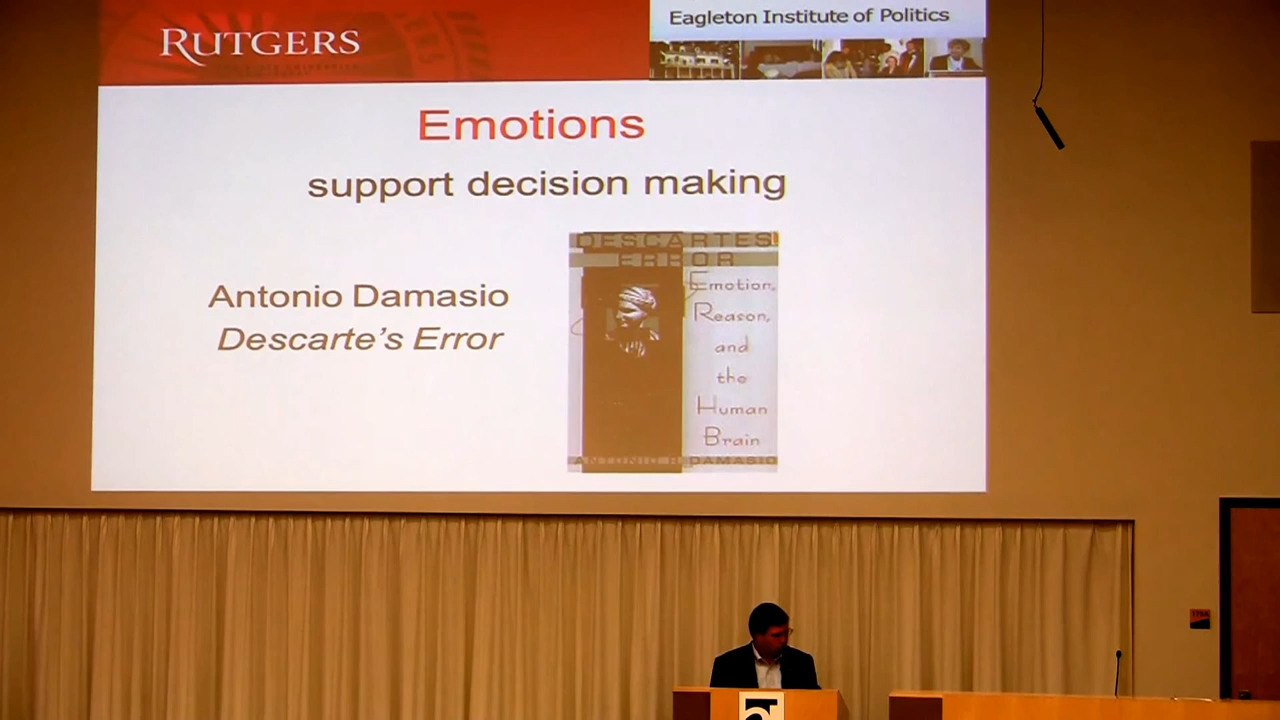 RUTGERS
Eagleton Institute of Politics
Emotions
support decision making
Antonio Damasio
Descarte's Error
DESCARTES'
ERROR
Emotion,
Reason,
and
the
Human
Brain
ANTONIO R. DAMASIO